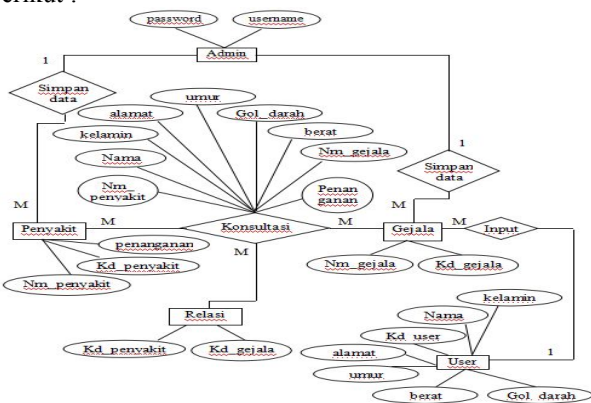 erikut :
password
username
Admin
1
Simpan
data
umur
alamat
Gol_darah
kelamin
berat
1
Nama
Nm_gejala
Simpan
data
Nm_
penyakit
Penan
ganan
M
M
Penyakit
M
Konsultasi
M
Gejala
M
Input
penanganan
M
Kd_penyakit
Nm_gejala
Kd_gejala
Nm_penyakit
kelamin
Relasi
Nama
Kd_user
Kd_penyakit
Kd_gejala
alamat
User
1
umur
berat
Gol_darah